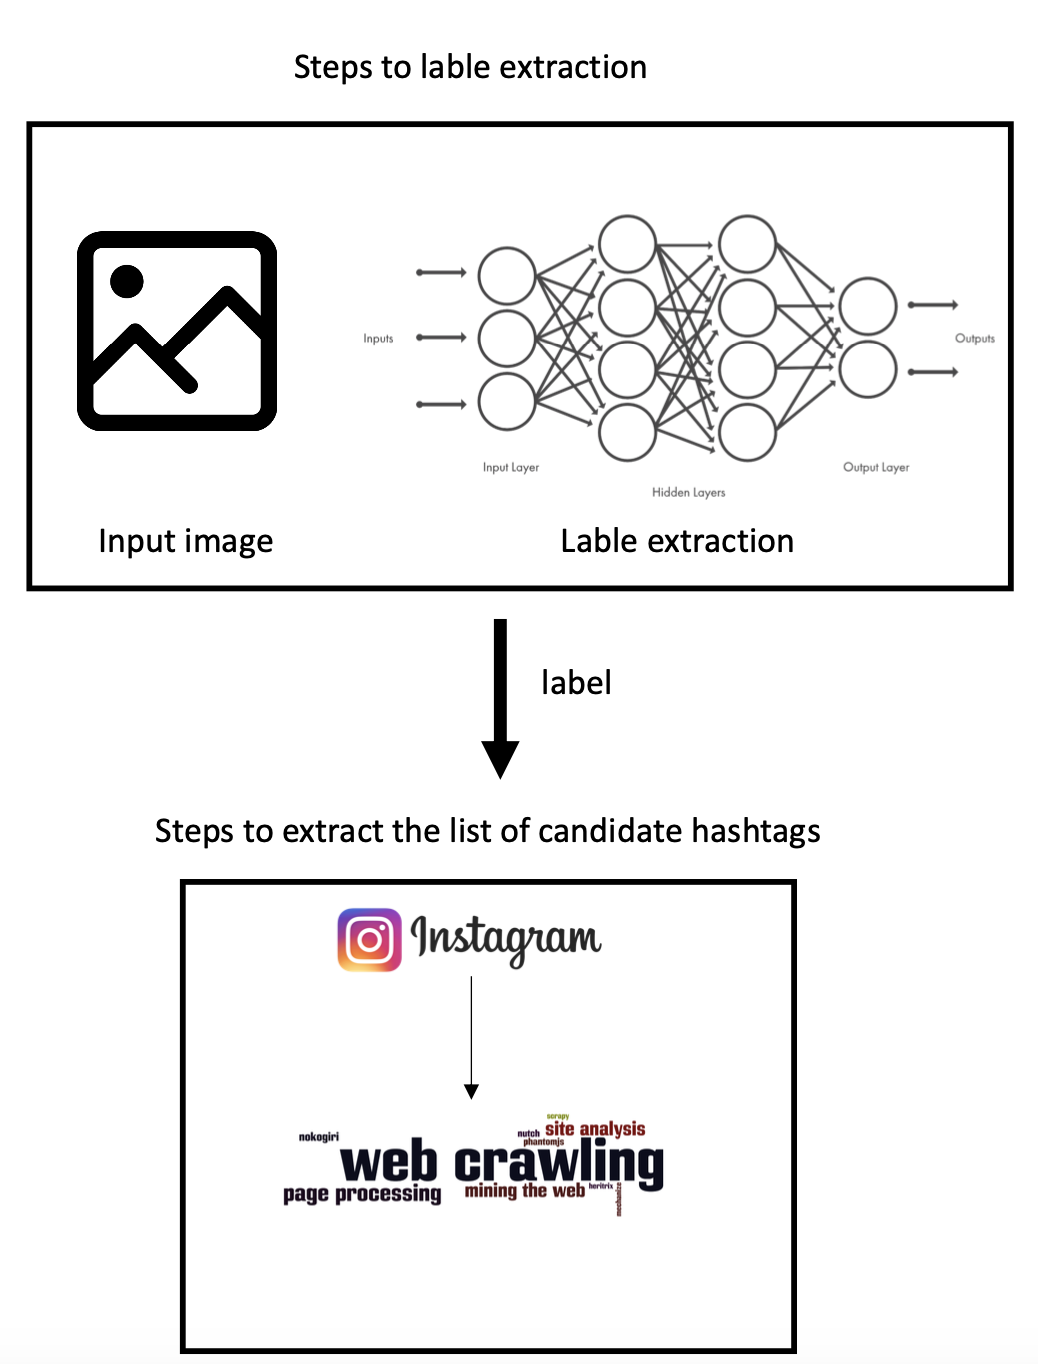 Steps to lable extraction
Inputs
Outputs
Input Layer
Output Layer
Hidden Layers
Input image
Lable extraction
label
Steps to extract the list of candidate hashtags
Instagram
scrapy
nokogiri
nutch
site analysis
phantomjs
web crawling
page processing
mining the web
heritrix
mechanize